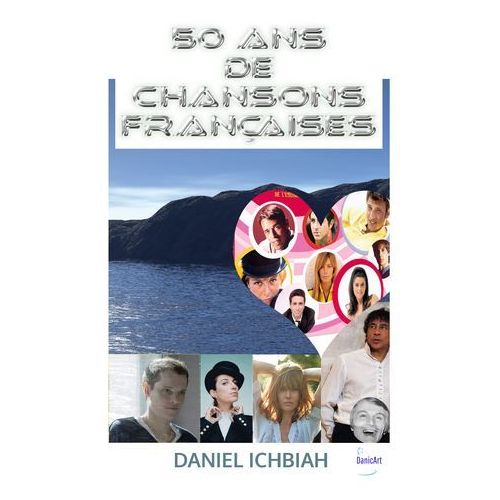 50 ANS
DE
CHANSONS
FRANÇAISES
DANIEL ICHBIAH
DanicArt